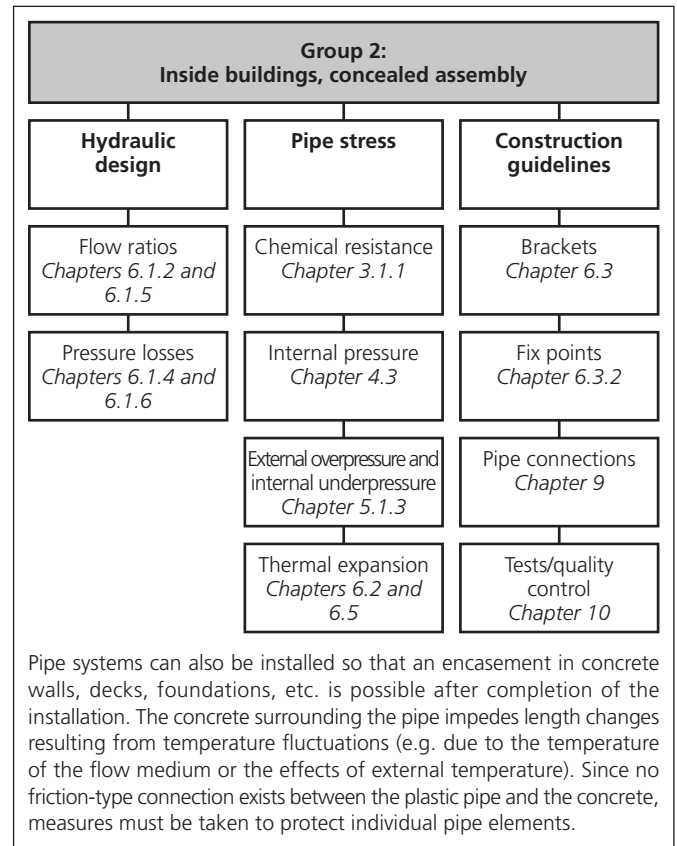 Group 2:
Inside buildings, concealed assembly
Hydraulic
design
Flow ratios
Chapters 6.1.2 and
6.1.5
Pressure losses
Chapters 6.1.4 and
6.1.6
Pipe stress
Chemical resistance
Chapter 3.1.1
Internal pressure
Chapter 4.3
External overpressure and
internal underpressure
Chapter 5.1.3
Thermal expansion
Chapters 6.2 and
6.5
Construction
guidelines
Brackets
Chapter 6.3
Fix points
Chapter 6.3.2
Pipe connections
Chapter 9
Tests/quality
control
Chapter 10
Pipe systems can also be installed so that an encasement in concrete
walls, decks, foundations, etc. is possible after completion of the
installation. The concrete surrounding the pipe impedes length changes
resulting from temperature fluctuations (e.g. due to the temperature
of the flow medium or the effects of external temperature). Since no
friction-type connection exists between the plastic pipe and the concrete,
measures must be taken to protect individual pipe elements.